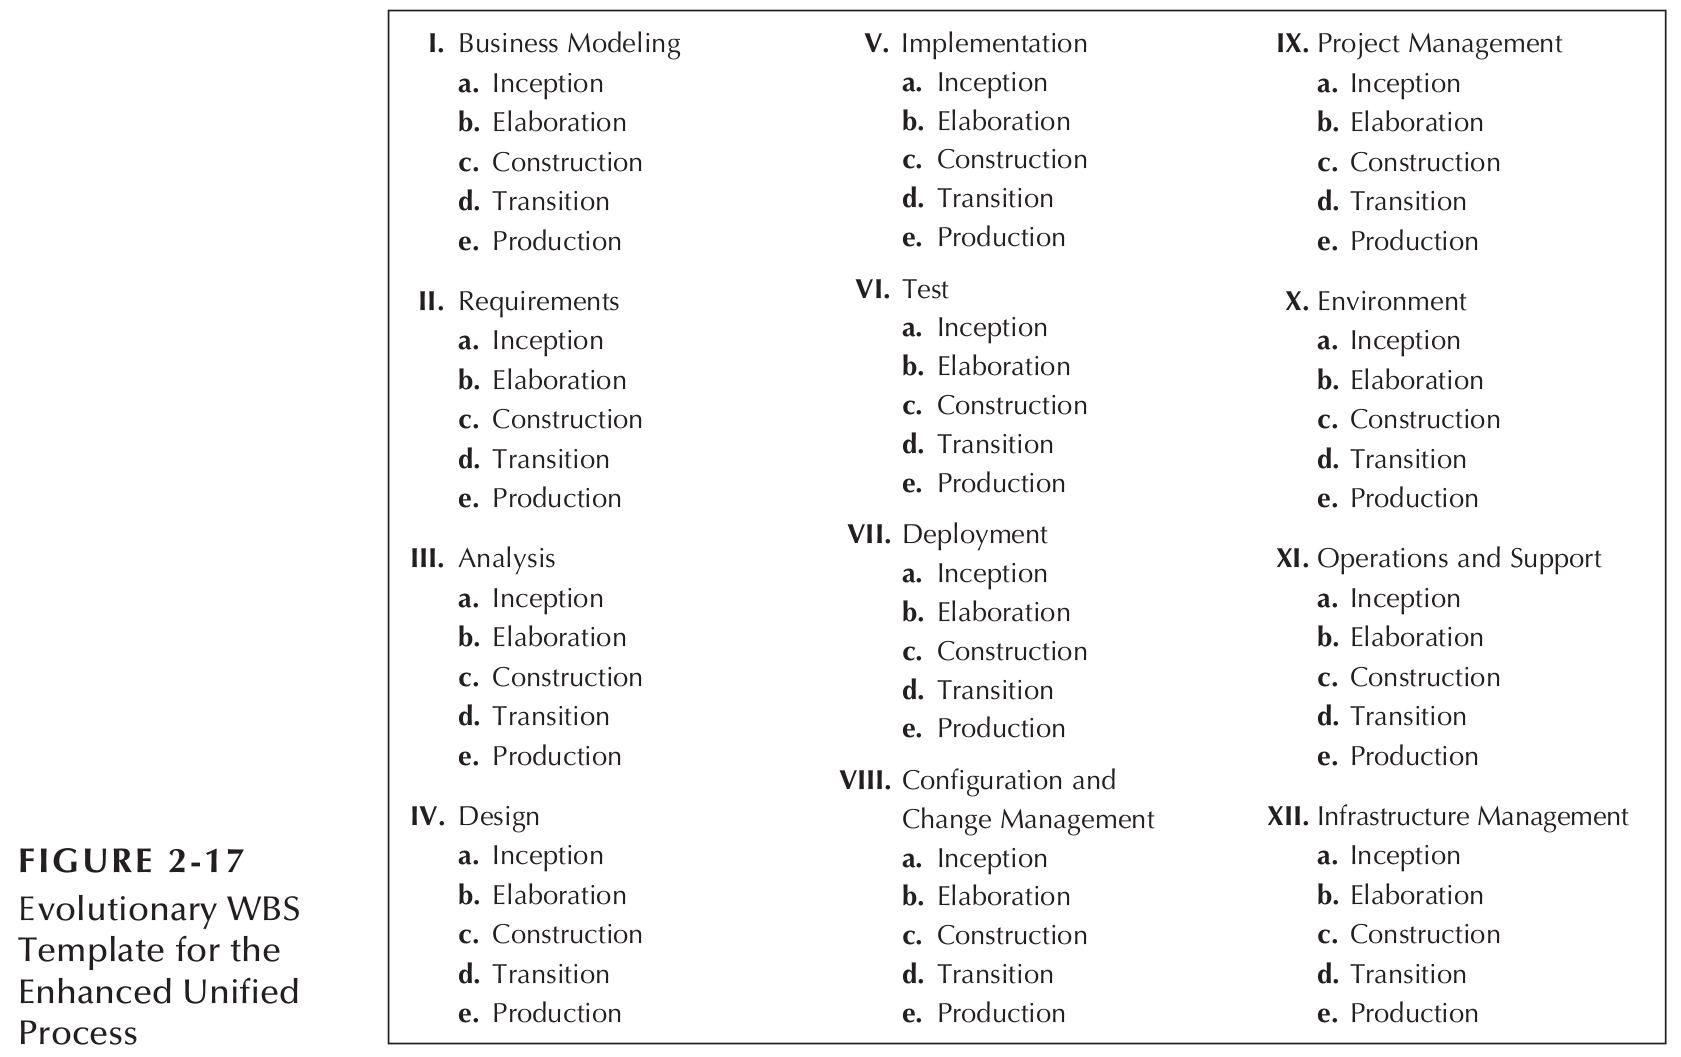 I. Business Modeling
a. Inception
b. Elaboration
c. Construction
d. Transition
e. Production
II. Requirements
a. Inception
b. Elaboration
c. Construction
d. Transition
e. Production
III. Analysis
a. Inception
b. Elaboration
c. Construction
d. Transition
e. Production
IV. Design
a. Inception
b. Elaboration
c. Construction
d. Transition
e. Production
V. Implementation
a. Inception
b. Elaboration
c. Construction
d. Transition
e. Production
VI. Test
a. Inception
b. Elaboration
c. Construction
d. Transition
e. Production
VII. Deployment
a. Inception
b. Elaboration
c. Construction
d. Transition
e. Production
VIII. Configuration and
Change Management
a. Inception
b. Elaboration
c. Construction
d. Transition
e. Production
IX. Project Management
a. Inception
b. Elaboration
c. Construction
d. Transition
e. Production
X. Environment
a. Inception
b. Elaboration
c. Construction
d. Transition
e. Production
XI. Operations and Support
a. Inception
b. Elaboration
c. Construction
d. Transition
e. Production
XII. Infrastructure Management
a. Inception
b. Elaboration
c. Construction
d. Transition
e. Production
FIGURE 2-17
Evolutionary WBS
Template for the
Enhanced Unified
Process